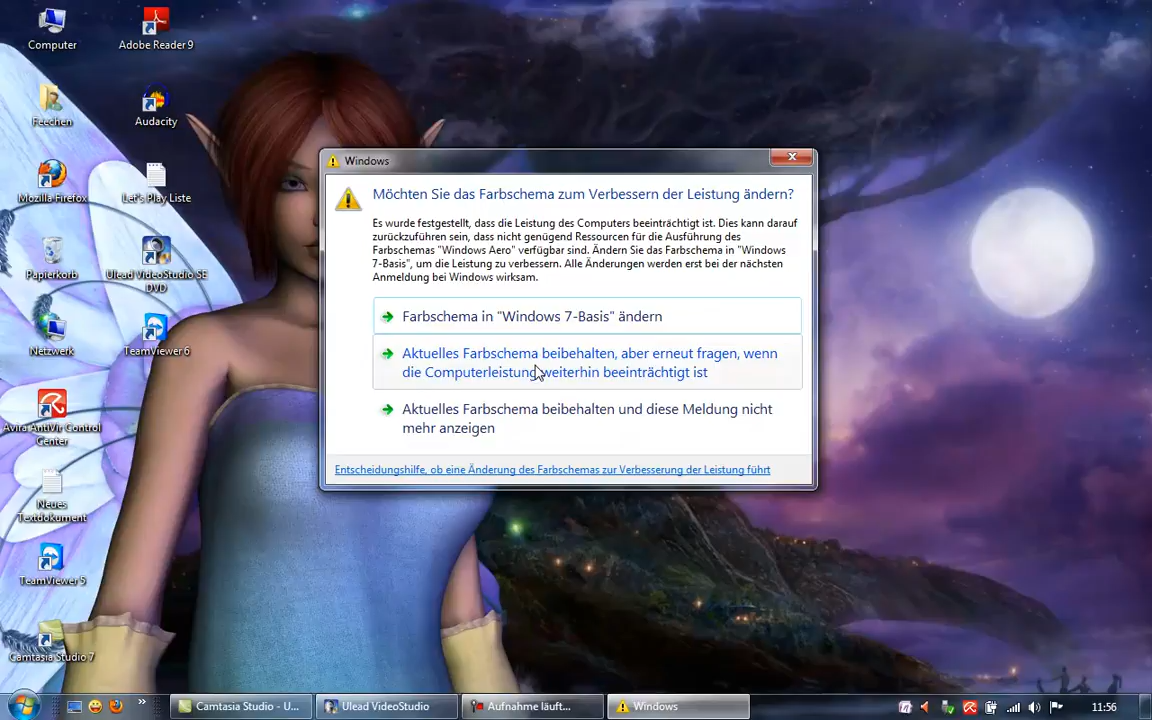 Computer
Adobe Reader 9
Feechen
Audacity
Mozilla Firefox
Let's Play Liste
Papierkorb
Ulead VideoStudio SE
DVD
Netzwerk
TeamViewer 6
Avira AntiVir Control
Center
Neues
Textdokument
TeamViewer 5
Camtasia Studio 7
Windows
Möchten Sie das Farbschema zum Verbessern der Leistung ändern?
Es wurde festgestellt, dass die Leistung des Computers beeinträchtigt ist. Dies kann darauf
zurückzuführen sein, dass nicht genügend Ressourcen für die Ausführung des
Farbschemas "Windows Aero" verfügbar sind. Ändern Sie das Farbschema in "Windows
7-Basis", um die Leistung zu verbessern. Alle Änderungen werden erst bei der nächsten
Anmeldung bei Windows wirksam.
Farbschema in "Windows 7-Basis" ändern
Aktuelles Farbschema beibehalten, aber erneut fragen, wenn
die Computerleistung weiterhin beeinträchtigt ist
Aktuelles Farbschema beibehalten und diese Meldung nicht
mehr anzeigen
Entscheidungshilfe, ob eine Änderung des Farbschemas zur Verbesserung der Leistung führt
Camtasia Studio - U...
Ulead VideoStudio
Aufnahme läuft...
Windows
11:56